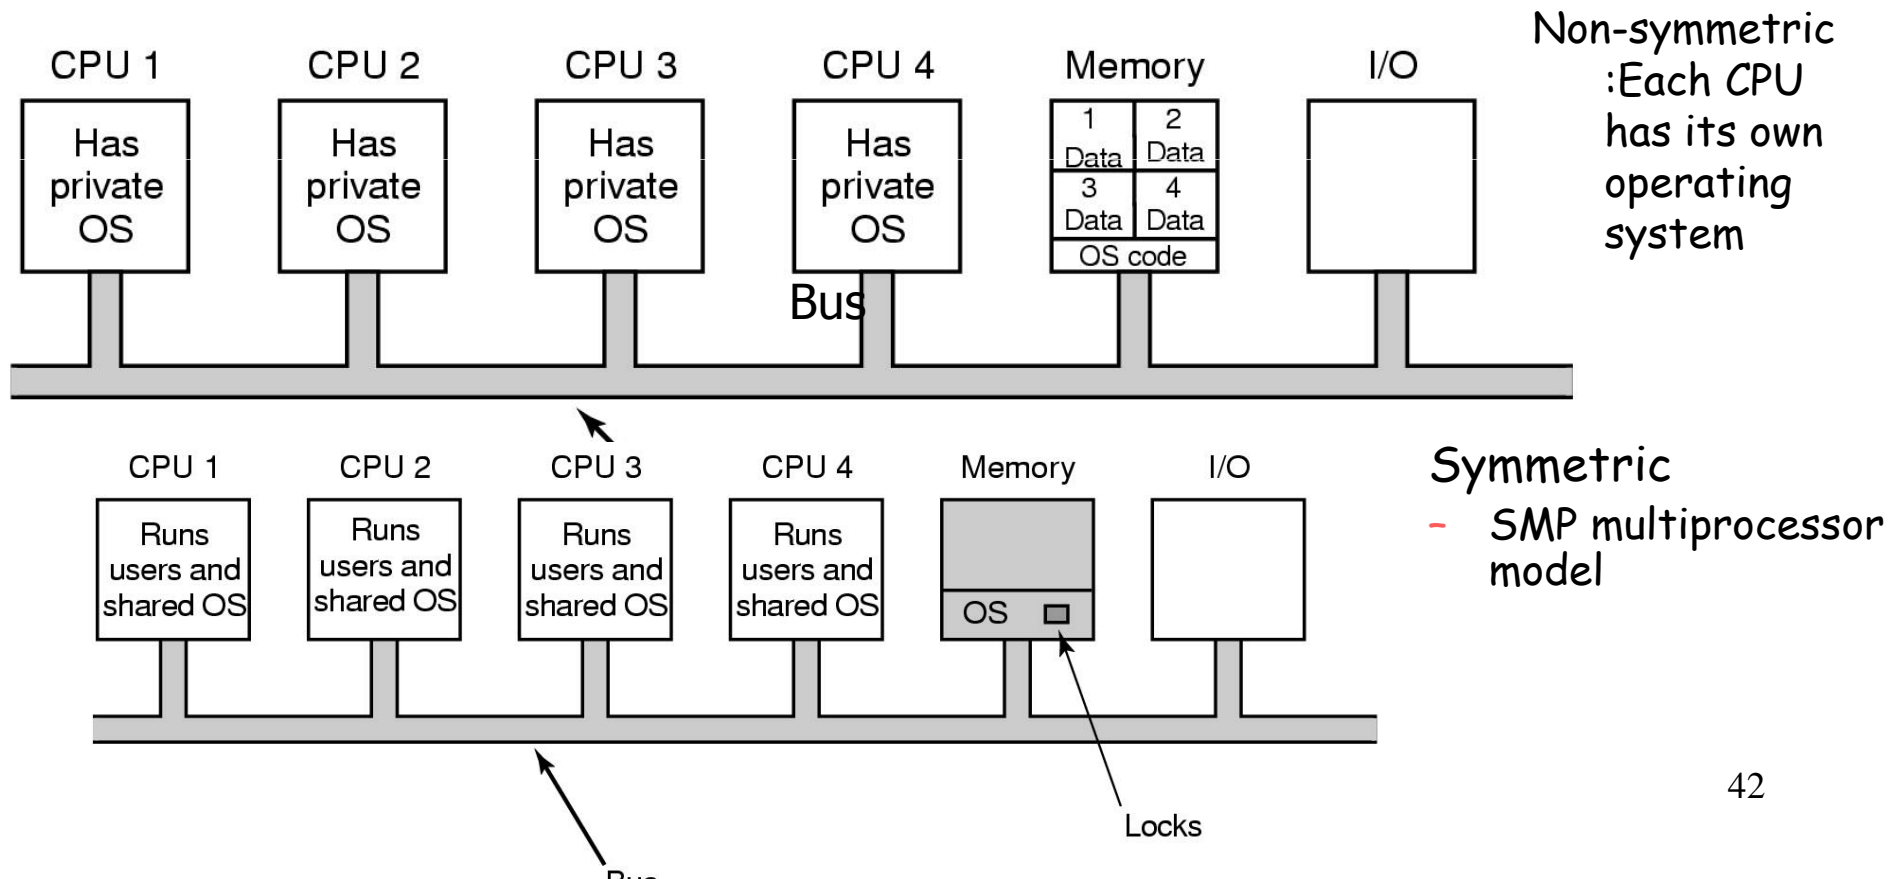 Non-symmetric
:Each CPU
has its own
operating
system
CPU 1
CPU 2
CPU 3
CPU 4
Memory
I/O
Has
private
OS
Has
private
OS
Has
private
OS
Has
private
OS
1
Data
2
Data
3
Data
4
Data
OS code
Bus
CPU 1
CPU 2
CPU 3
CPU 4
Memory
I/O
Runs
users and
shared OS
Runs
users and
shared OS
Runs
users and
shared OS
Runs
users and
shared OS
OS
Locks
Bus
Symmetric
– SMP multiprocessor
model
42